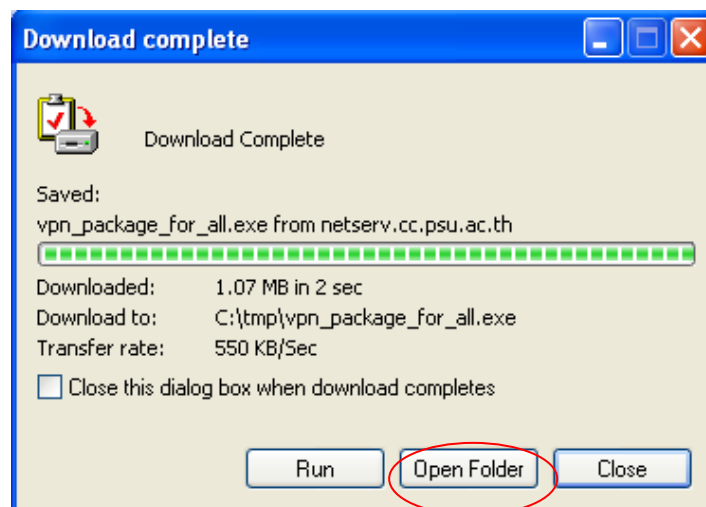 Download complete
Download Complete
Saved:
vpn_package_for_all.exe from netserv.cc.psu.ac.th
Downloaded: 1.07 MB in 2 sec
Download to: C:\tmp\vpn_package_for_all.exe
Transfer rate: 550 KB/Sec
Close this dialog box when download completes
Run Open Folder Close